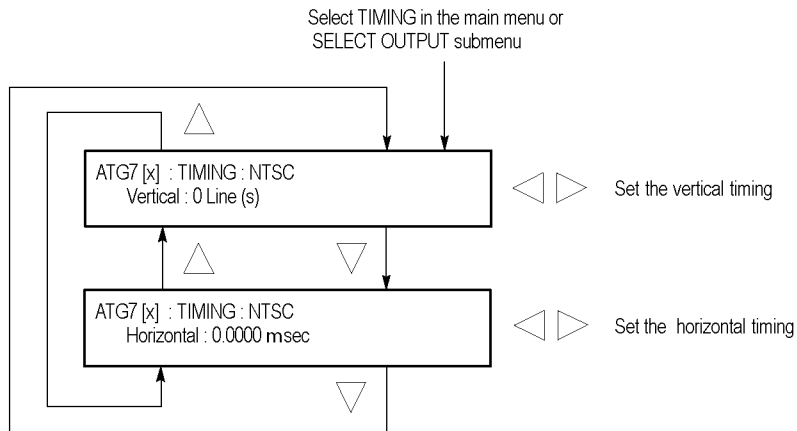 Select TIMING in the main menu or
SELECT OUTPUT submenu
ATG7 [x] : TIMING : NTSC
Vertical : 0 Line (s)
Set the vertical timing
ATG7 [x] : TIMING : NTSC
Horizontal : 0.0000 msec
Set the horizontal timing